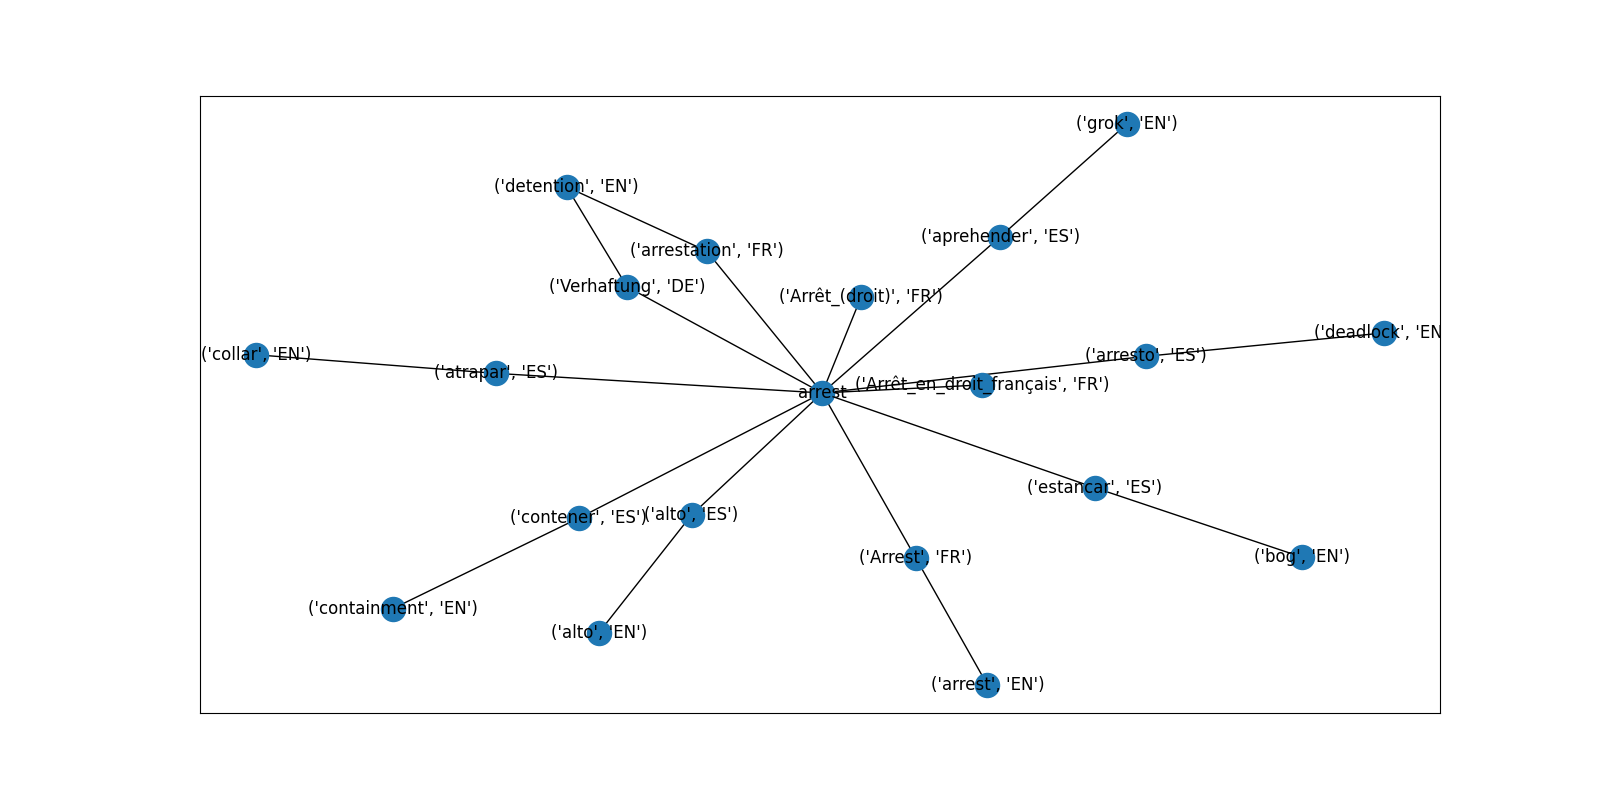 ('grok', 'EN')
('detention', 'EN')
('aprehender', 'ES')
('arrestation', 'FR')
('Verhaftung', 'DE')
('Arrêt_(droit)', 'FR')
('deadlock', 'EN
('collar', 'EN')
('arresto', 'ES')
('atrapar', 'ES')
('Arrêt_en_droit_français', 'FR')
arrest
('estancar', 'ES')
('contener', 'ES')
('alto', 'ES')
('Arrest', 'FR')
('bog', 'EN')
('containment', 'EN')
('alto', 'EN')
('arrest', 'EN')